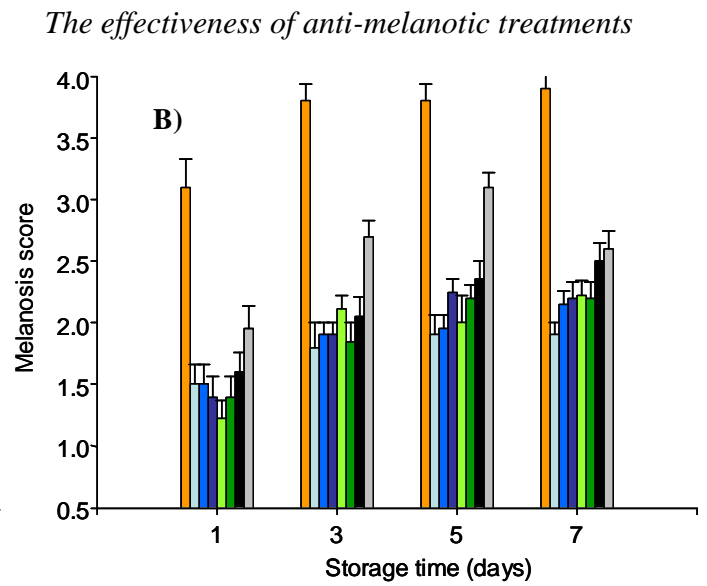 The effectiveness of anti-melanotic treatments
B)
Melanosis score
4.0
3.5
3.0
2.5
2.0
1.5
1.0
0.5
1 3 5 7
Storage time (days)